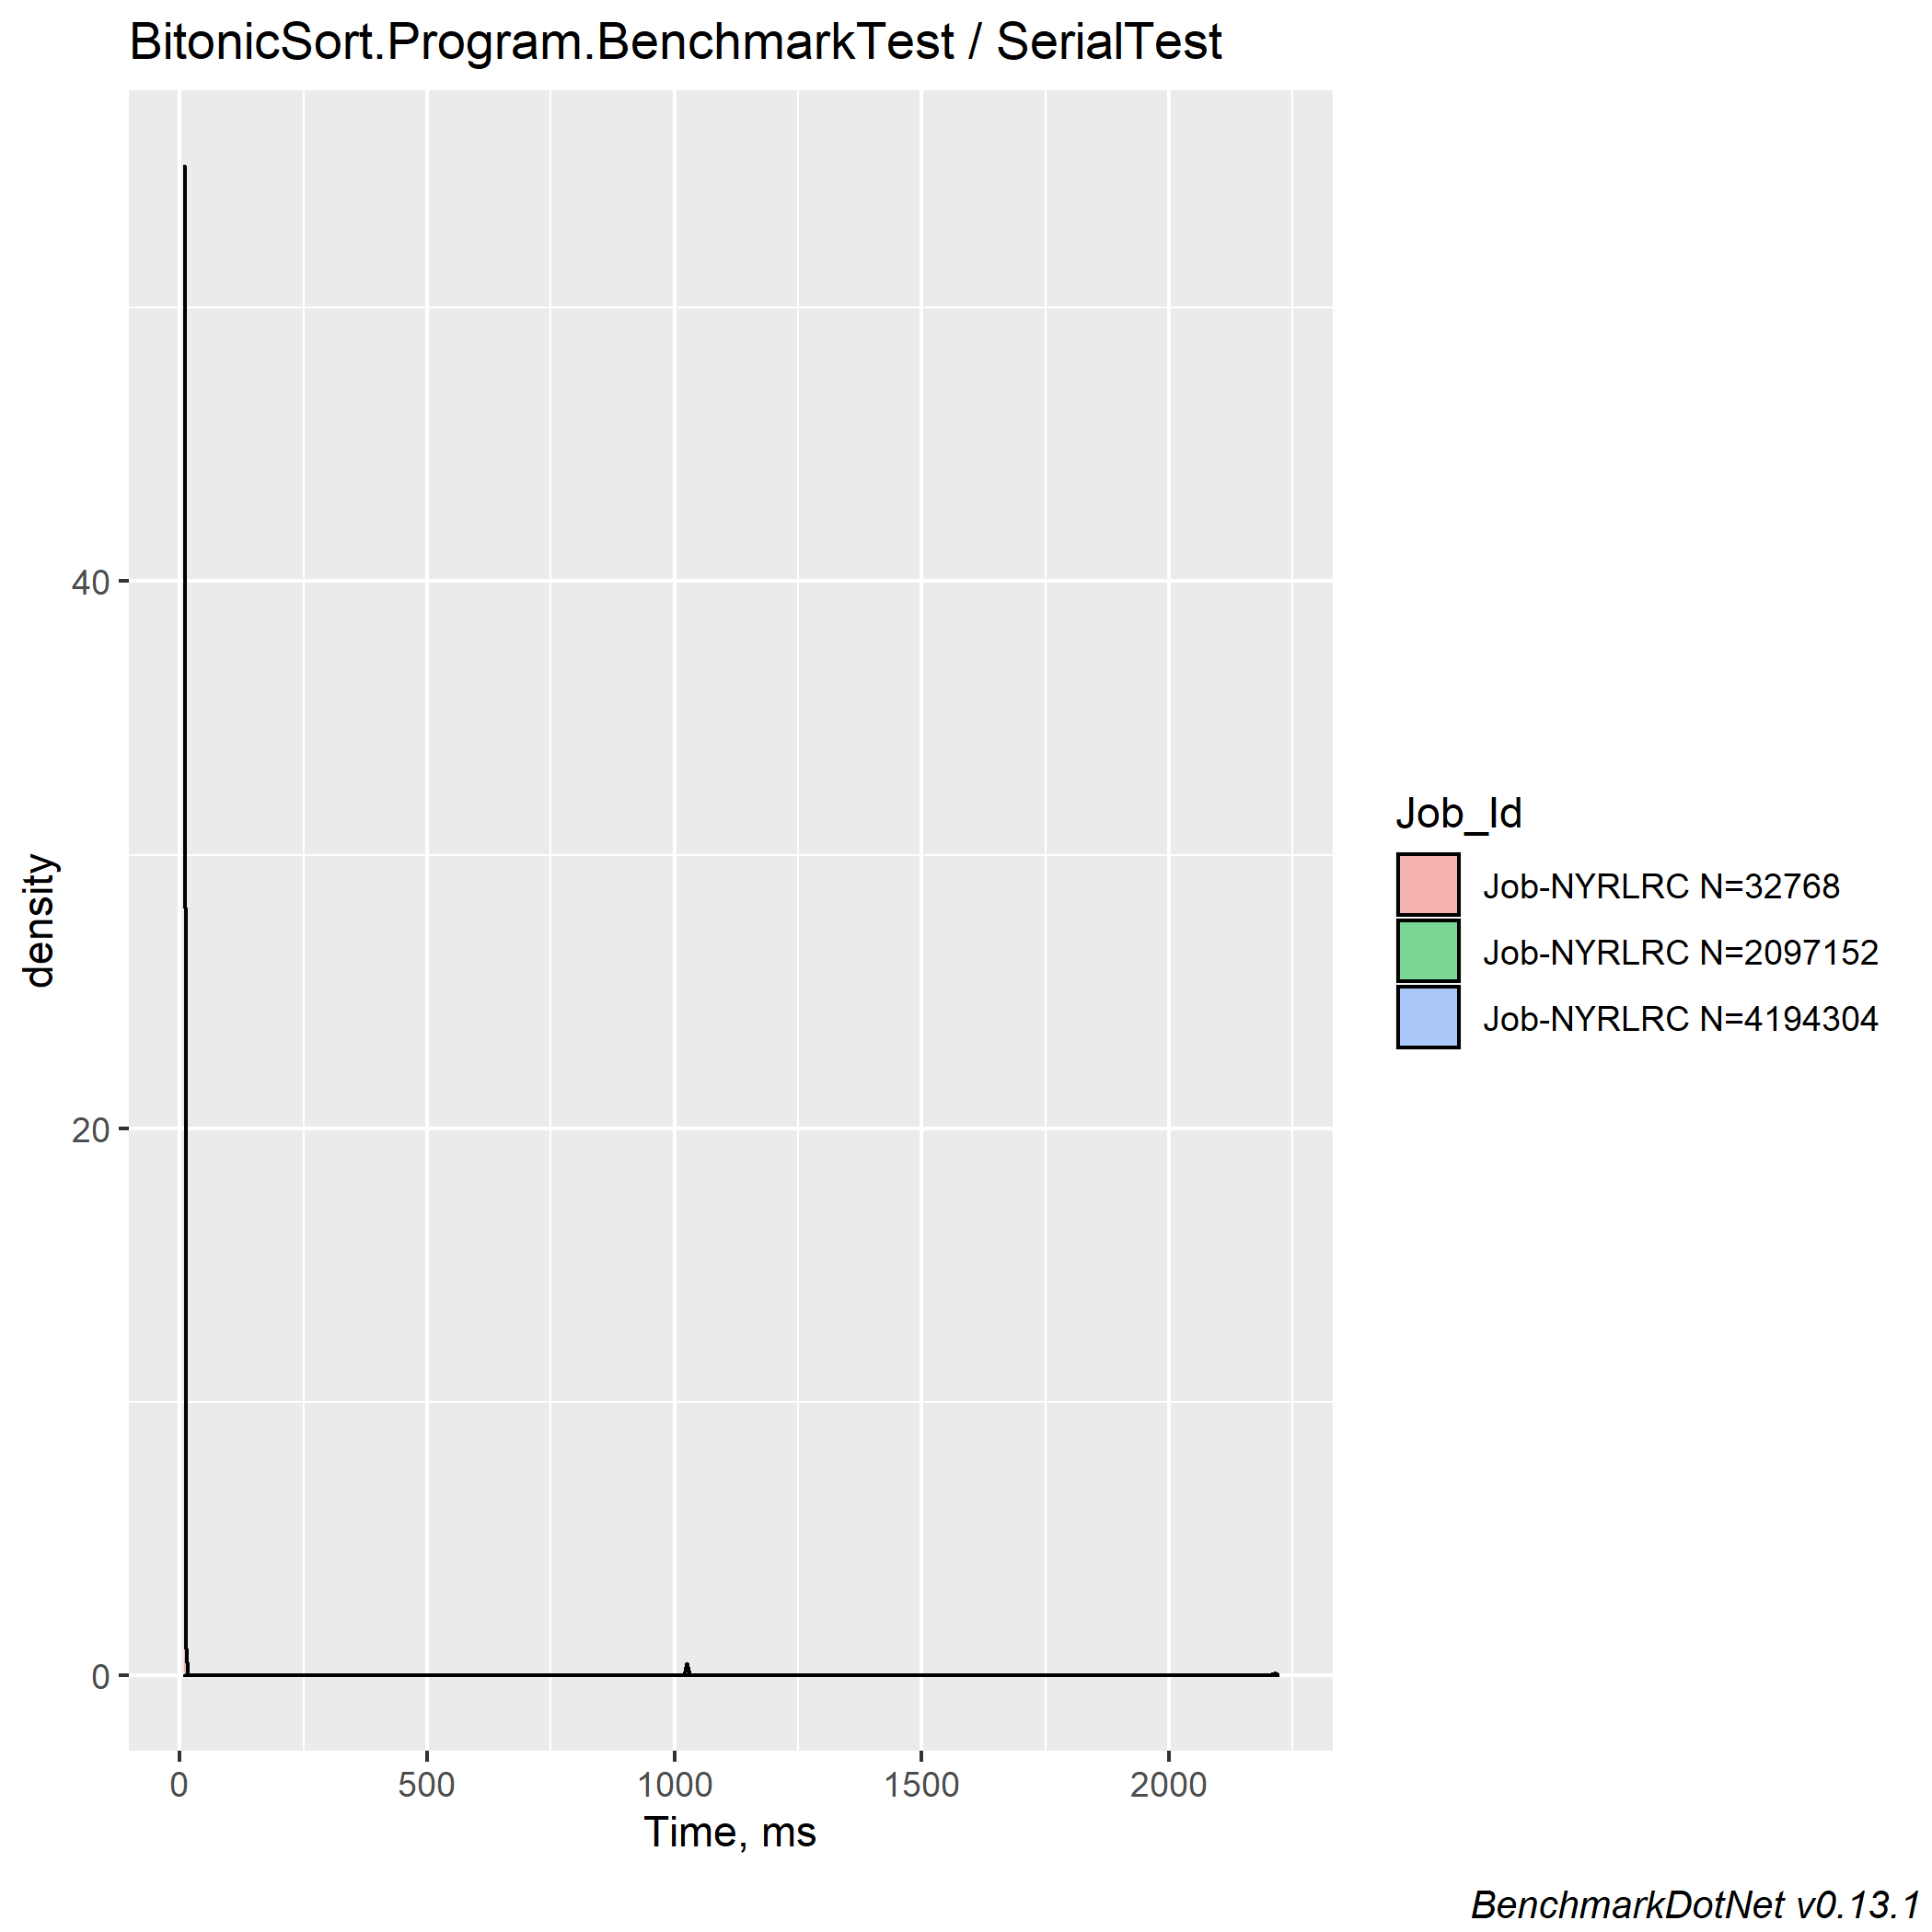 BitonicSort.Program.BenchmarkTest / SerialTest
density
40
20
0
0 500 1000 1500 2000
Time, ms
Job_Id
Job-NYRLRC N=32768
Job-NYRLRC N=2097152
Job-NYRLRC N=4194304
BenchmarkDotNet v0.13.1